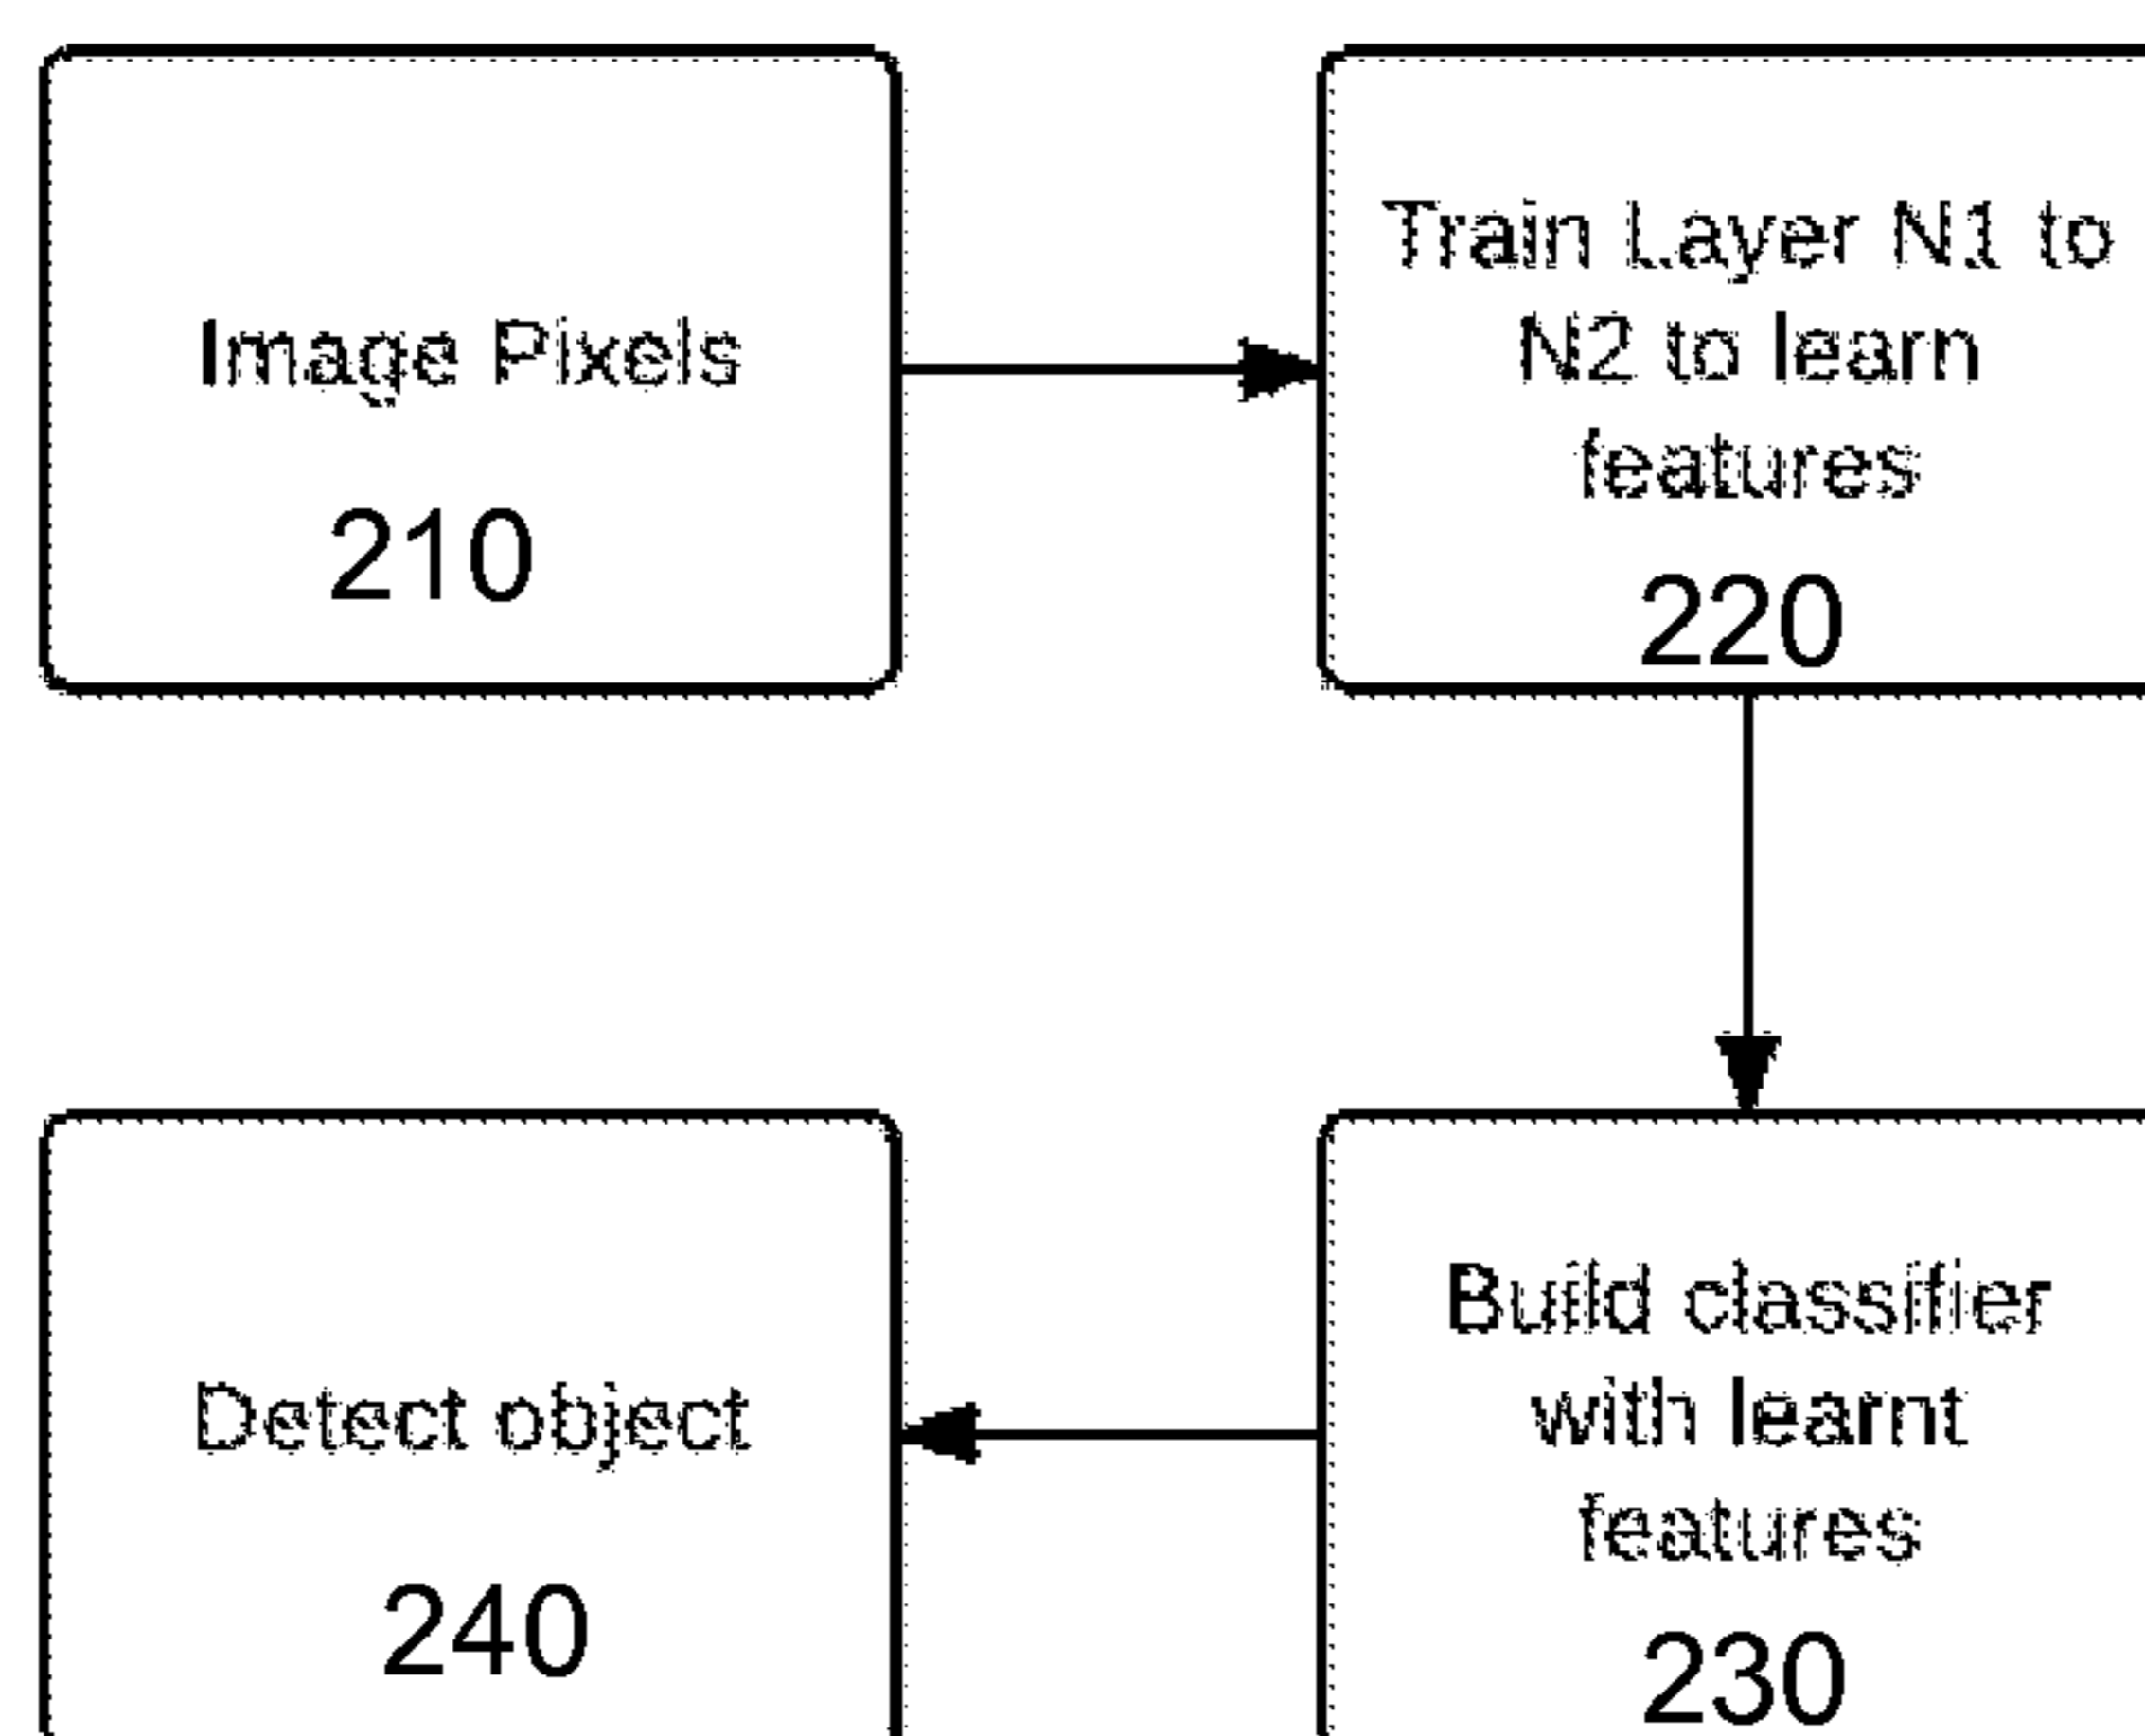 Image Pixels
210
Train Layer N1 to
N2 to learn
features
220
Build classifier
with learnt
features
230
Detect object
240